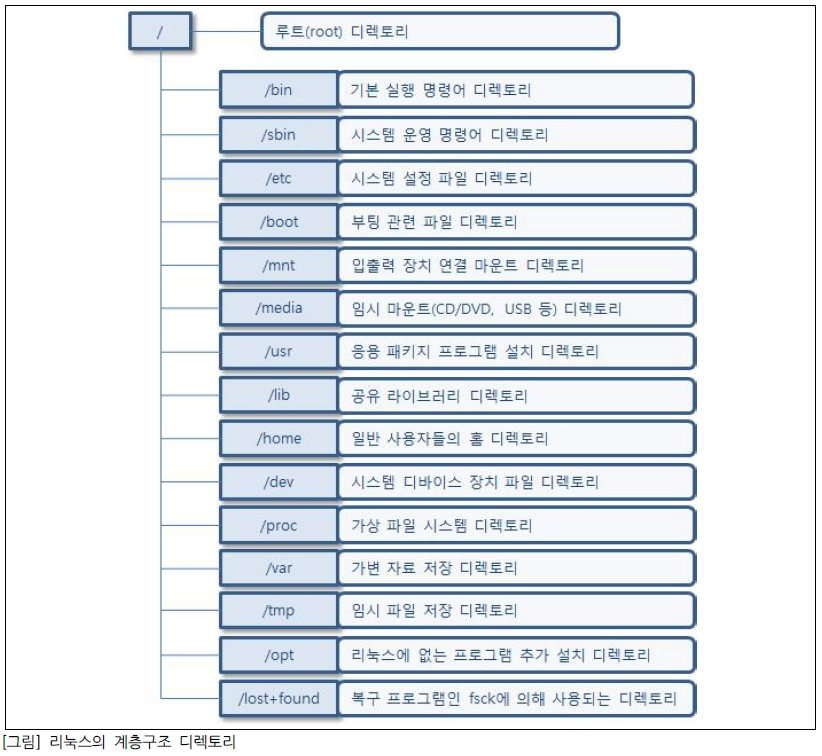 / 루트(root) 디렉토리
/bin 기본 실행 명령어 디렉토리
/sbin 시스템 운영 명령어 디렉토리
/etc 시스템 설정 파일 디렉토리
/boot 부팅 관련 파일 디렉토리
/mnt 입출력 장치 연결 마운트 디렉토리
/media 임시 마운트(CD/DVD, USB 등) 디렉토리
/usr 응용 패키지 프로그램 설치 디렉토리
/lib 공유 라이브러리 디렉토리
/home 일반 사용자들의 홈 디렉토리
/dev 시스템 디바이스 장치 파일 디렉토리
/proc 가상 파일 시스템 디렉토리
/var 가변 자료 저장 디렉토리
/tmp 임시 파일 저장 디렉토리
/opt 리눅스에 없는 프로그램 추가 설치 디렉토리
/lost+found 복구 프로그램인 fsck에 의해 사용되는 디렉토리
[그림] 리눅스의 계층구조 디렉토리